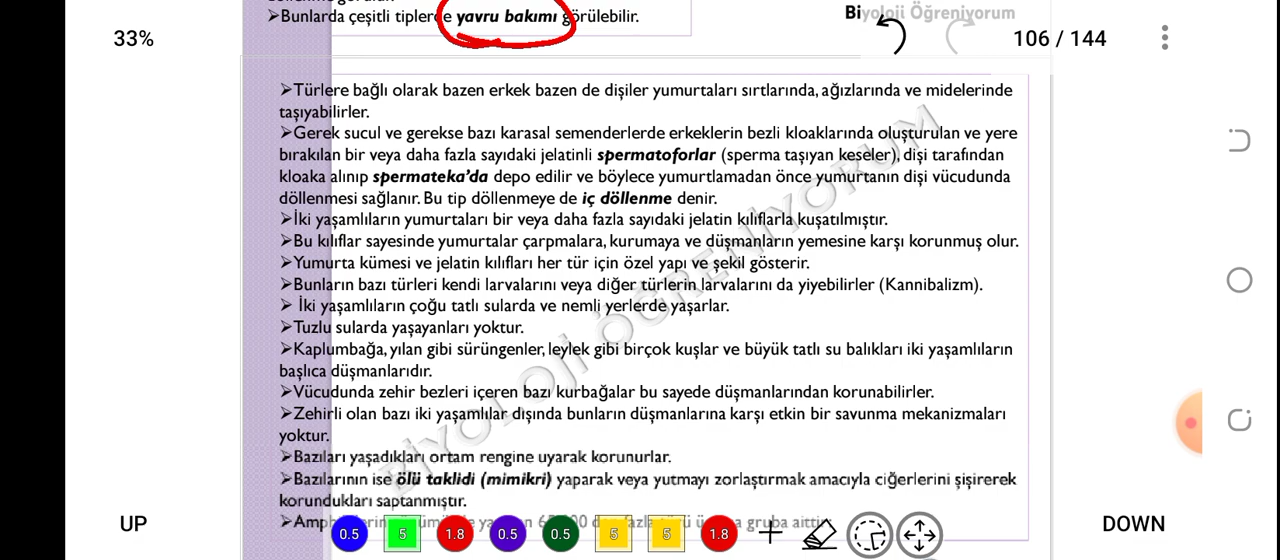 ➢Bunlarda çeşitli tiplerde yavru bakımı görülebilir.
Biyoloji Öğreniyorum
33%
106 / 144
➢Türlere bağlı olarak bazen erkek bazen de dişiler yumurtaları sırtlarında, ağızlarında ve midelerinde
taşıyabilirler.
➢Gerek sucul ve gerekse bazı karasal semenderlerde erkeklerin bezli kloaklarında oluşturulan ve yere
bırakılan bir veya daha fazla sayıdaki jelatinli spermatoforlar (sperma taşıyan keseler), dişi tarafından
kloaka alınıp spermateka’da depo edilir ve böylece yumurtlamadan önce yumurtanın dişi vücudunda
döllenmesi sağlanır. Bu tip döllenmeye de iç döllenme denir.
➢İki yaşamlıların yumurtaları bir veya daha fazla sayıdaki jelatin kılıflarla kuşatılmıştır.
➢Bu kılıflar sayesinde yumurtalar çarpmalara, kurumaya ve düşmanların yemesine karşı korunmuş olur.
➢Yumurta kümesi ve jelatin kılıfları her tür için özel yapı ve şekil gösterir.
➢Bunların bazı türleri kendi larvalarını veya diğer türlerin larvalarını da yiyebilirler (Kannibalizm).
➢ İki yaşamlıların çoğu tatlı sularda ve nemli yerlerde yaşarlar.
➢Tuzlu sularda yaşayanları yoktur.
➢Kaplumbağa, yılan gibi sürüngenler, leylek gibi birçok kuşlar ve büyük tatlı su balıkları iki yaşamlıların
başlıca düşmanlarıdır.
➢Vücudunda zehir bezleri içeren bazı kurbağalar bu sayede düşmanlarından korunabilirler.
➢Zehirli olan bazı iki yaşamlılar dışında bunların düşmanlarına karşı etkin bir savunma mekanizmaları
yoktur.
➢Bazıları yaşadıkları ortam rengine uyarak korunurlar.
➢Bazılarının ise ölü taklidi (mimikri) yaparak veya yutmayı zorlaştırmak amacıyla ciğerlerini şişirerek
korundukları saptanmıştır.
BİYOLOJİ ÖĞRENİYORUM
UP
0.5
5
1.8
0.5
0.5
5
5
1.8
DOWN